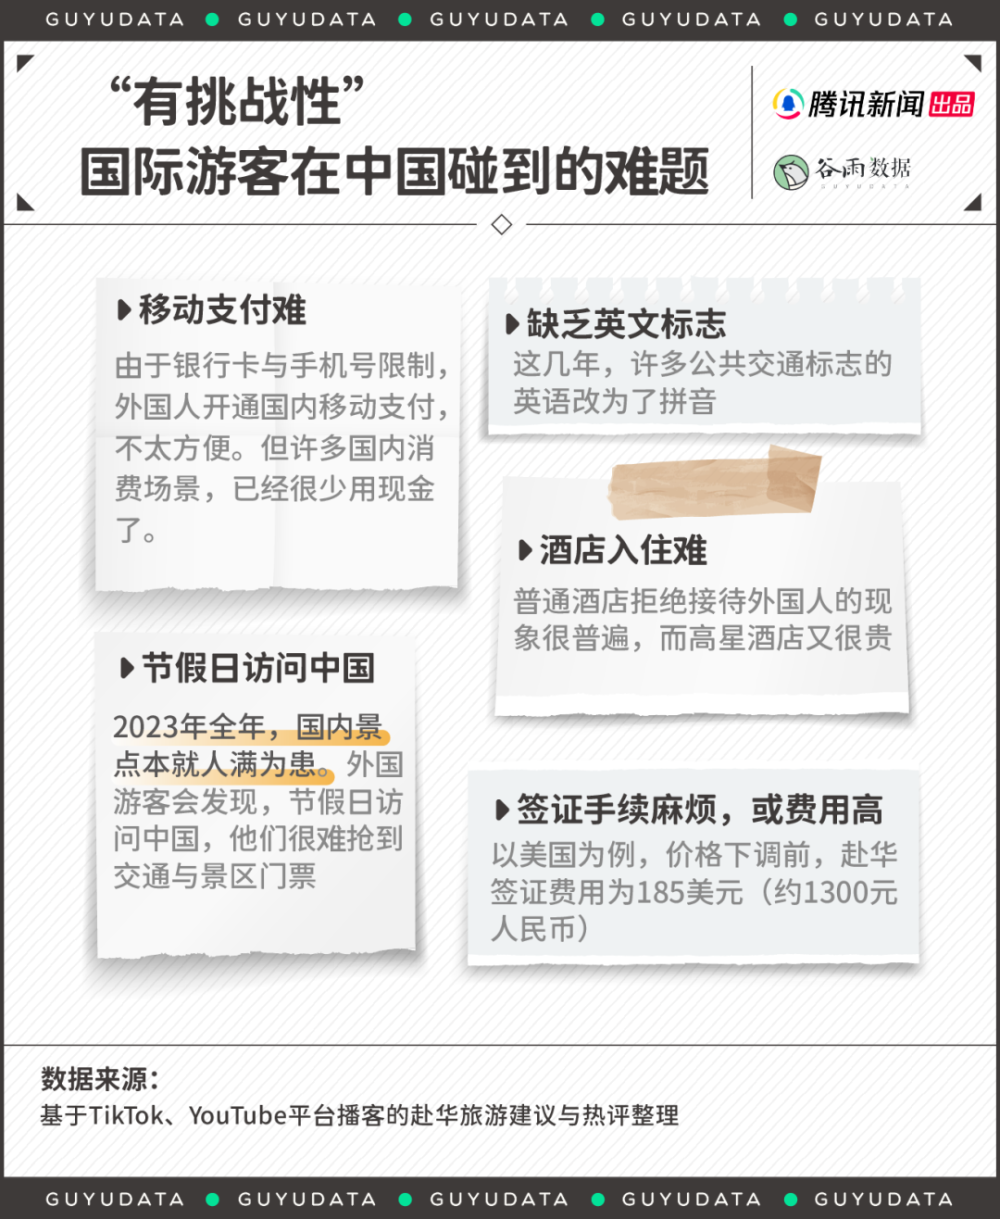 GUYUDATA ● GUYUDATA ● GUYUDATA ● GUYUDATA ● GUYUDATA
“有挑战性”
国际游客在中国碰到的难题
腾讯新闻 出品
谷雨数据
GUYUDATA
移动支付难
由于银行卡与手机号限制，
外国人开通国内移动支付，
不太方便。但许多国内消
费场景，已经很少用现金
了。
缺乏英文标志
这几年，许多公共交通标志的
英语改为了拼音
酒店入住难
普通酒店拒绝接待外国人的现
象很普遍，而高星酒店又很贵
节假日访问中国
2023年全年，国内景
点本就人满为患。外国
游客会发现，节假日访
问中国，他们很难抢到
交通与景区门票
签证手续麻烦，或费用高
以美国为例，价格下调前，赴华
签证费用为185美元（约1300元
人民币）
数据来源：
基于TikTok、YouTube平台播客的赴华旅游建议与热评整理
GUYUDATA ● GUYUDATA ● GUYUDATA ● GUYUDATA ● GUYUDATA